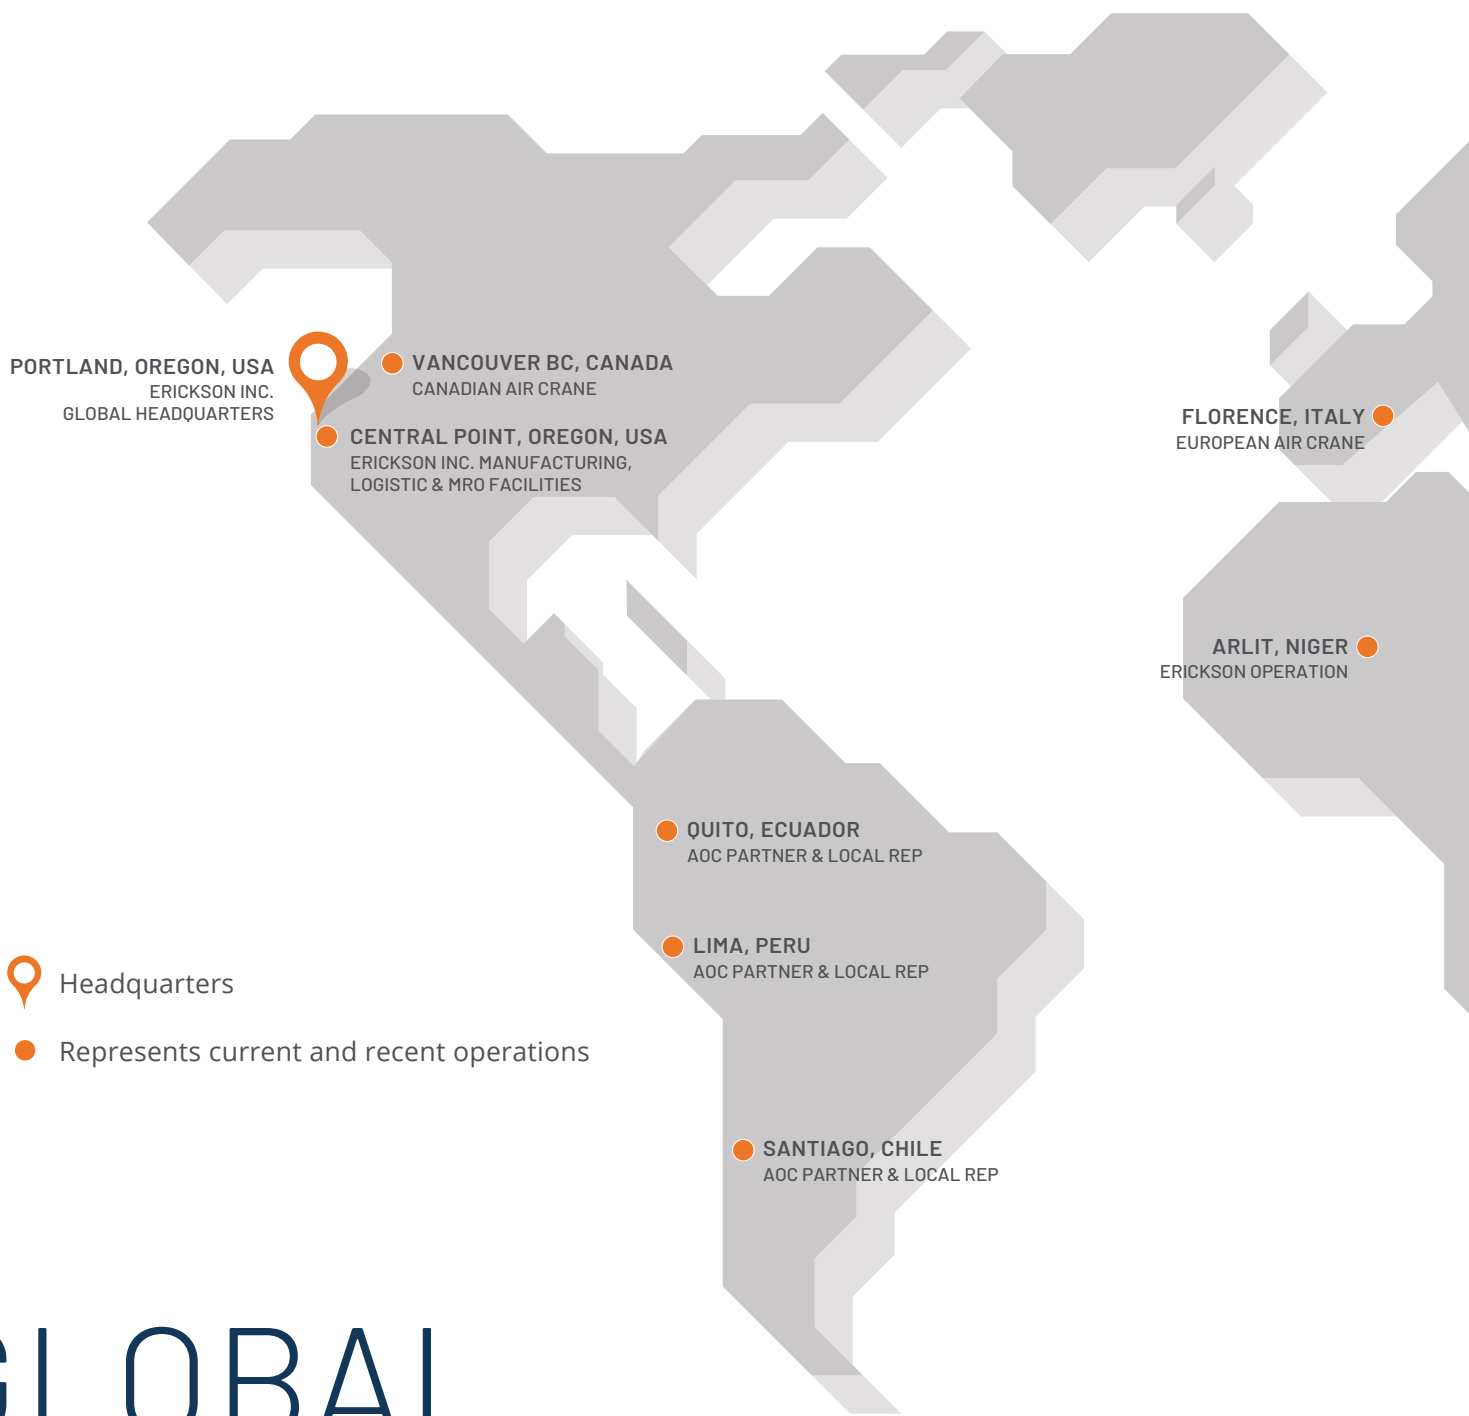 PORTLAND, OREGON, USA
ERICKSON INC.
GLOBAL HEADQUARTERS
VANCOUVER BC, CANADA
CANADIAN AIR CRANE
CENTRAL POINT, OREGON, USA
ERICKSON INC. MANUFACTURING,
LOGISTIC & MRO FACILITIES
FLORENCE, ITALY
EUROPEAN AIR CRANE
ARLIT, NIGER
ERICKSON OPERATION
QUITO, ECUADOR
AOC PARTNER & LOCAL REP
LIMA, PERU
AOC PARTNER & LOCAL REP
Headquarters
Represents current and recent operations
SANTIAGO, CHILE
AOC PARTNER & LOCAL REP
GLOBAL